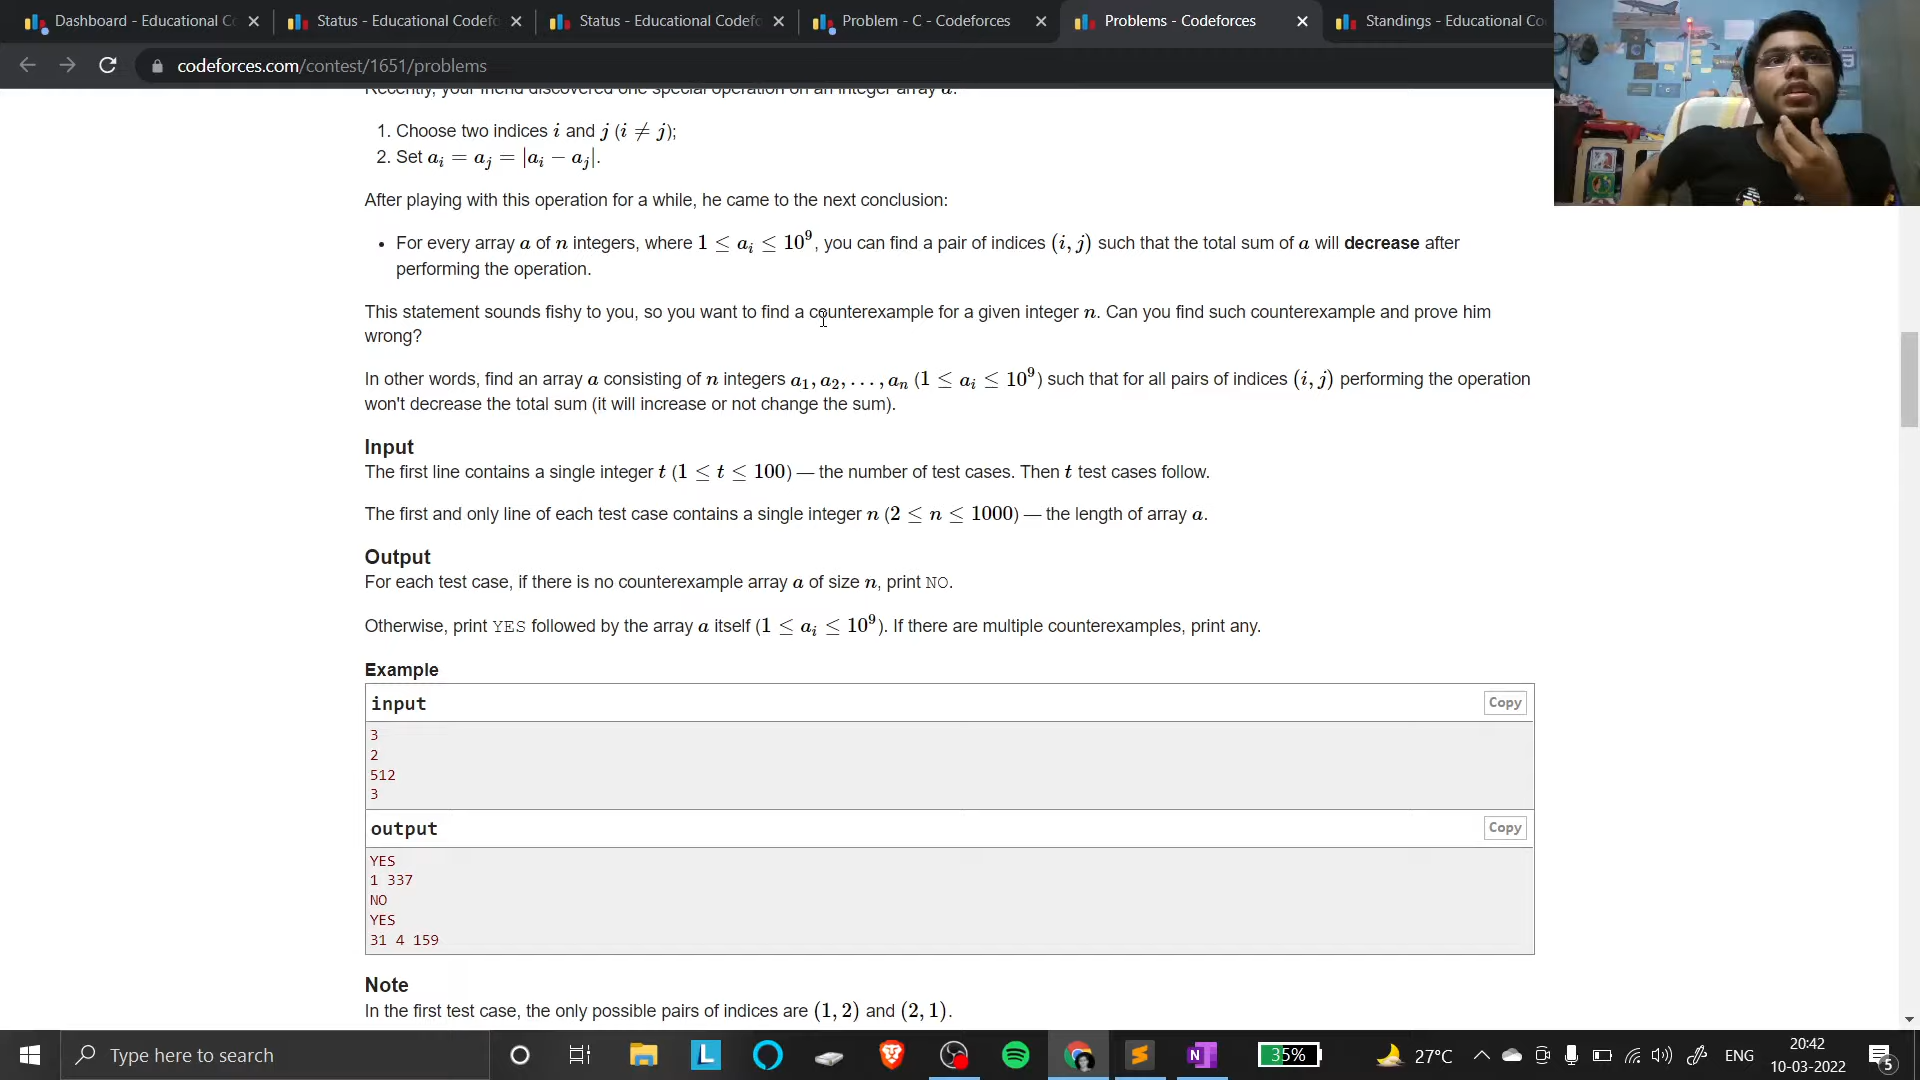 Dashboard - Educational C
Status - Educational Codefo
Status - Educational Codef
Problem - C - Codeforces
Problems - Codeforces
Standings - Educational Co
codeforces.com/contest/1651/problems
Recently, your friend discovered one special operation on an integer array a:
1. Choose two indices i and j (i ≠ j);
2. Set a_i = a_j = |a_i − a_j|.
After playing with this operation for a while, he came to the next conclusion:
• For every array a of n integers, where 1 ≤ a_i ≤ 10^9, you can find a pair of indices (i, j) such that the total sum of a will decrease after
performing the operation.
This statement sounds fishy to you, so you want to find a counterexample for a given integer n. Can you find such counterexample and prove him
wrong?
In other words, find an array a consisting of n integers a_1, a_2, ..., a_n (1 ≤ a_i ≤ 10^9) such that for all pairs of indices (i, j) performing the operation
won't decrease the total sum (it will increase or not change the sum).
Input
The first line contains a single integer t (1 ≤ t ≤ 100) — the number of test cases. Then t test cases follow.
The first and only line of each test case contains a single integer n (2 ≤ n ≤ 1000) — the length of array a.
Output
For each test case, if there is no counterexample array a of size n, print NO.
Otherwise, print YES followed by the array a itself (1 ≤ a_i ≤ 10^9). If there are multiple counterexamples, print any.
Example
input
Copy
3
2
512
3
output
Copy
YES
1 337
NO
YES
31 4 159
Note
In the first test case, the only possible pairs of indices are (1, 2) and (2, 1).
Type here to search
35%
27°C
ENG
20:42
10-03-2022
5